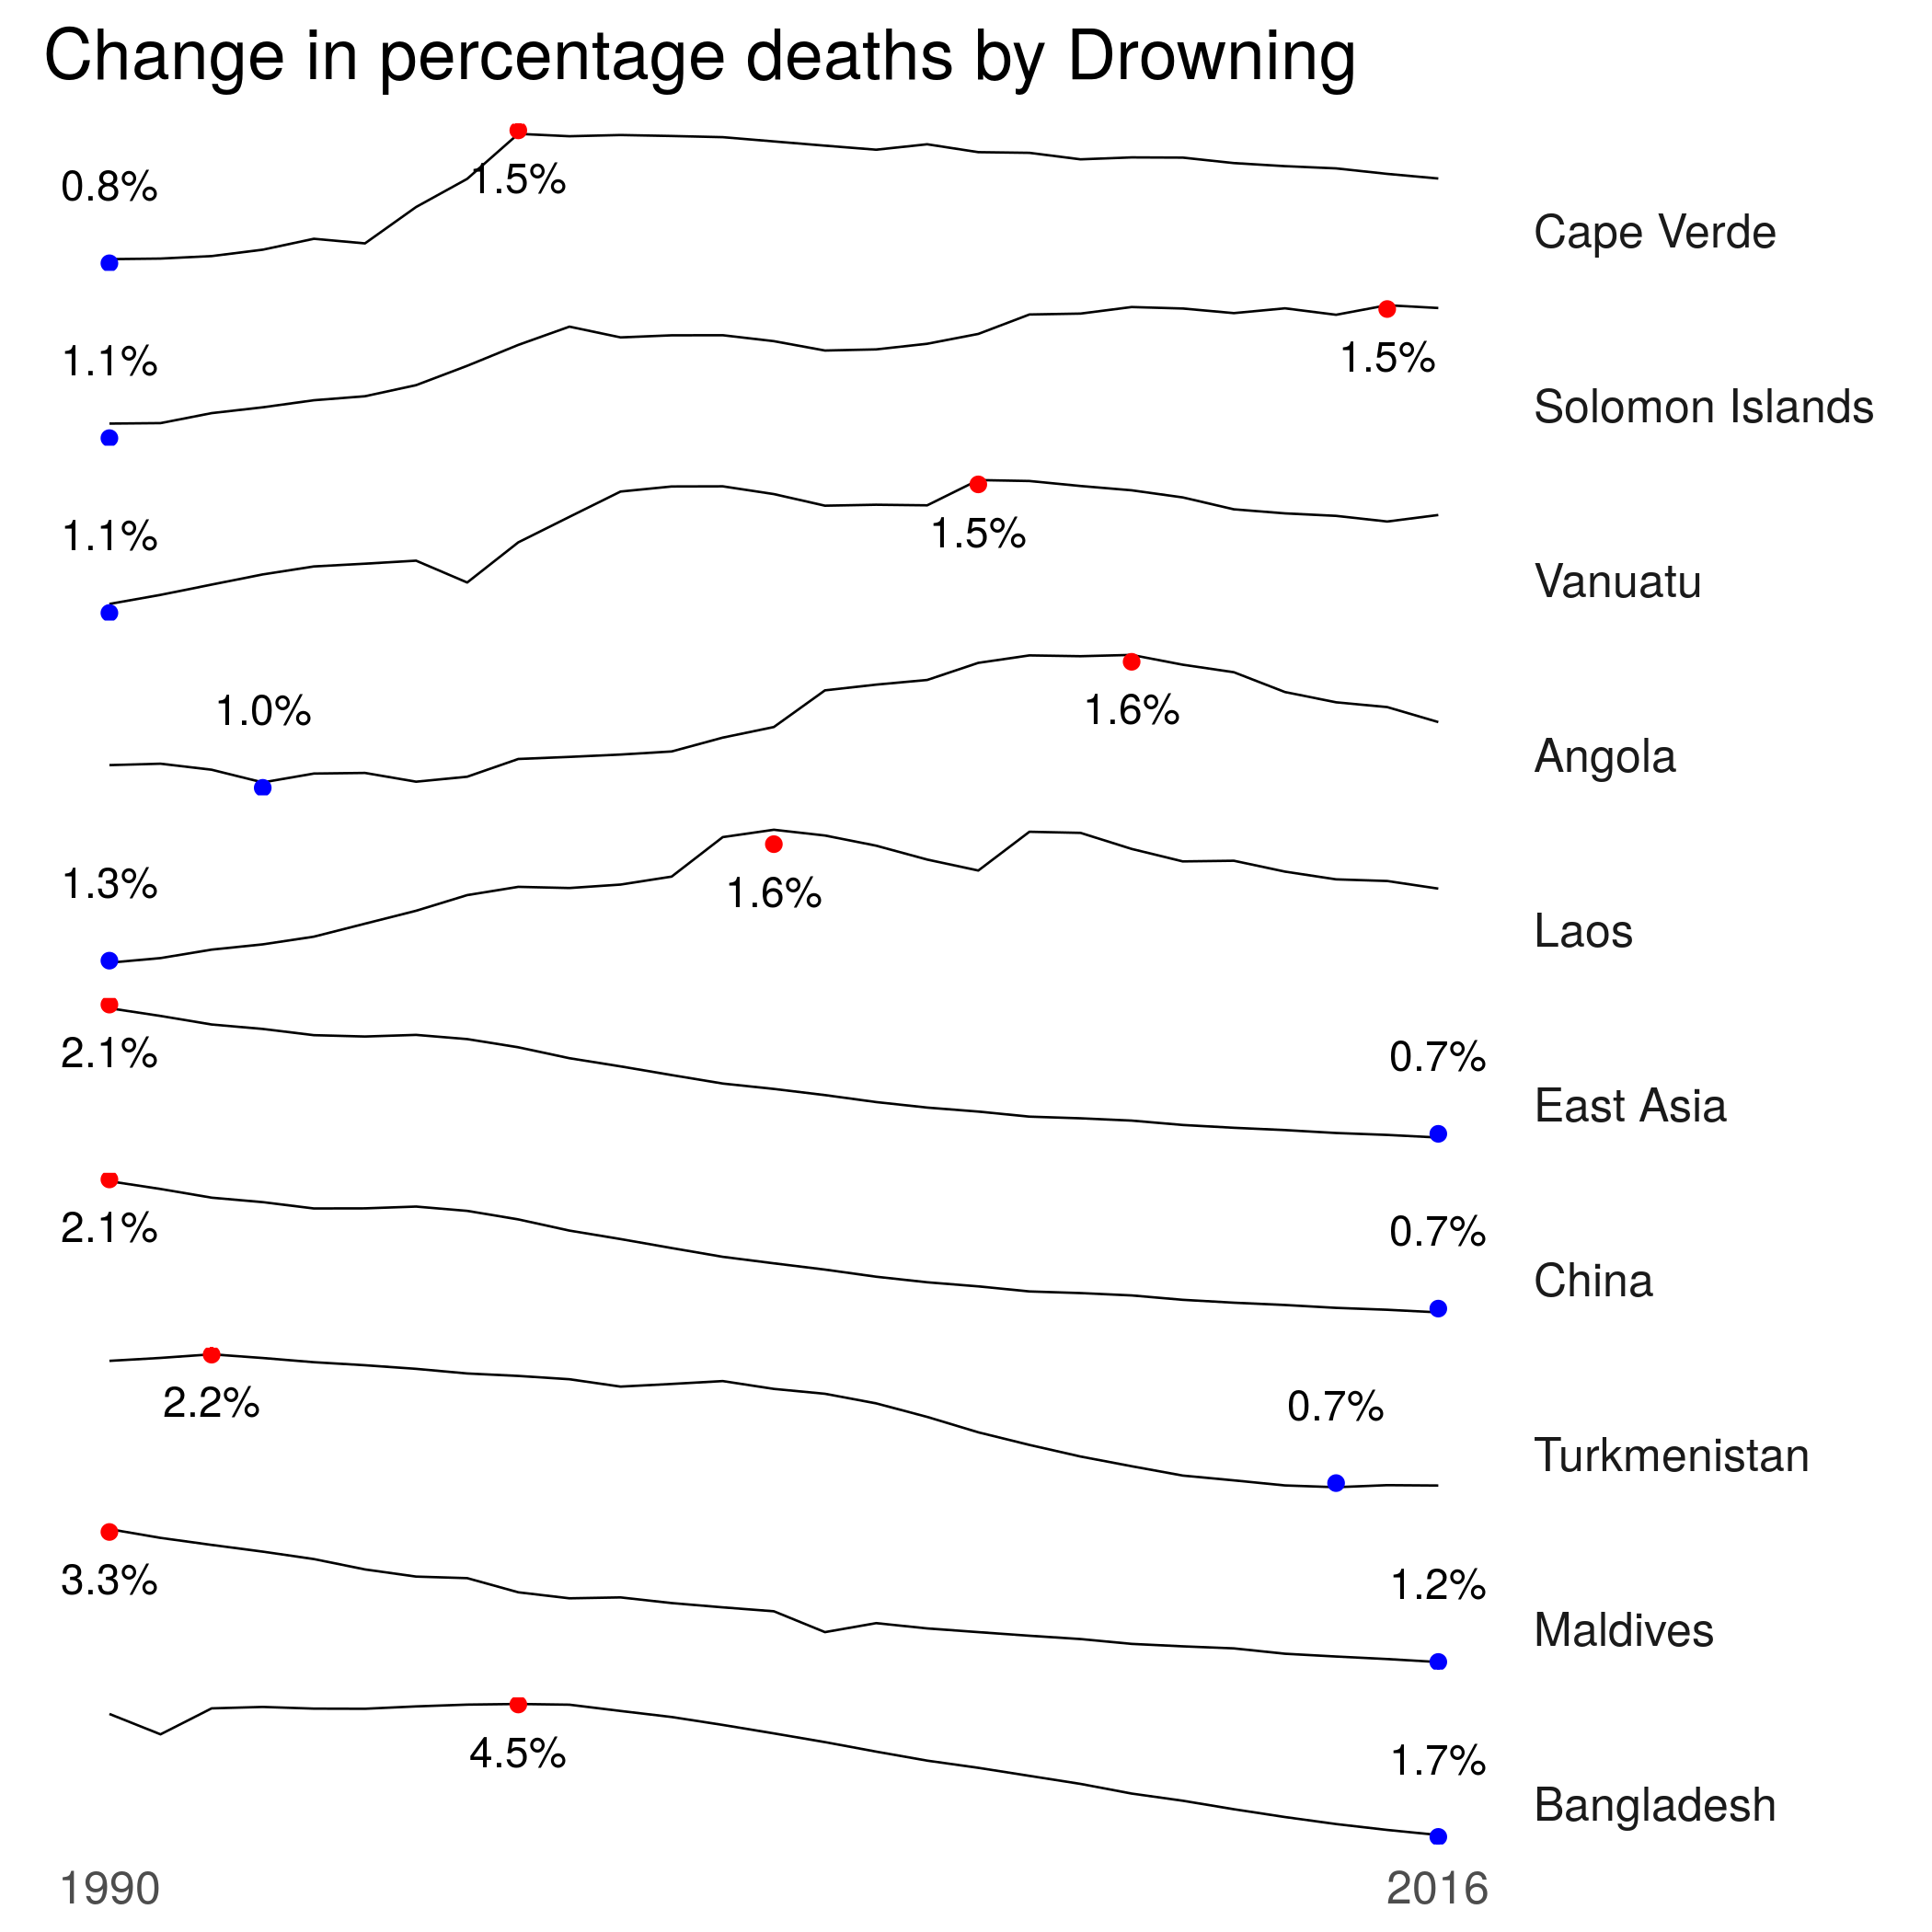 Change in percentage deaths by Drowning
0.8%
1.5%
Cape Verde
1.1%
1.5%
Solomon Islands
1.1%
1.5%
Vanuatu
1.0%
1.6%
Angola
1.3%
1.6%
Laos
2.1%
0.7%
East Asia
2.1%
0.7%
China
2.2%
0.7%
Turkmenistan
3.3%
1.2%
Maldives
4.5%
1.7%
Bangladesh
1990
2016